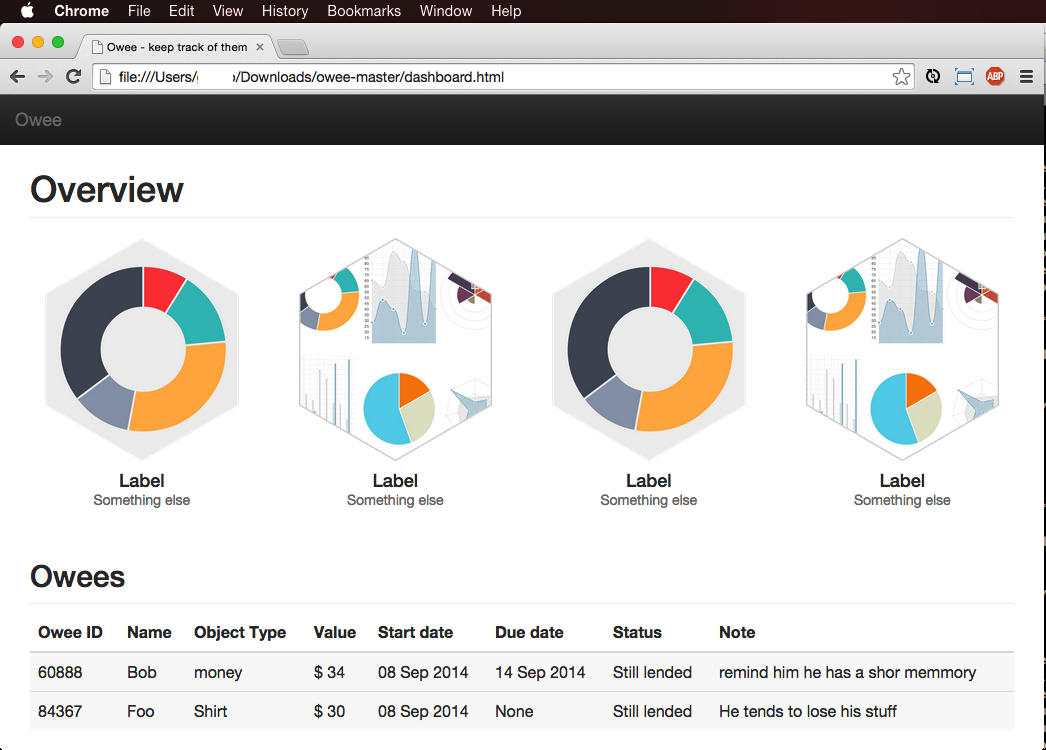 Chrome File Edit View History Bookmarks Window Help
Owee - keep track of them
file:///Users/ /Downloads/owee-master/dashboard.html
ABP
Owee
Overview
Label Label Label Label
Something else Something else Something else Something else
Owees
Owee ID Name Object Type Value Start date Due date Status Note
60888 Bob money $ 34 08 Sep 2014 14 Sep 2014 Still lended remind him he has a shor memmory
84367 Foo Shirt $ 30 08 Sep 2014 None Still lended He tends to lose his stuff